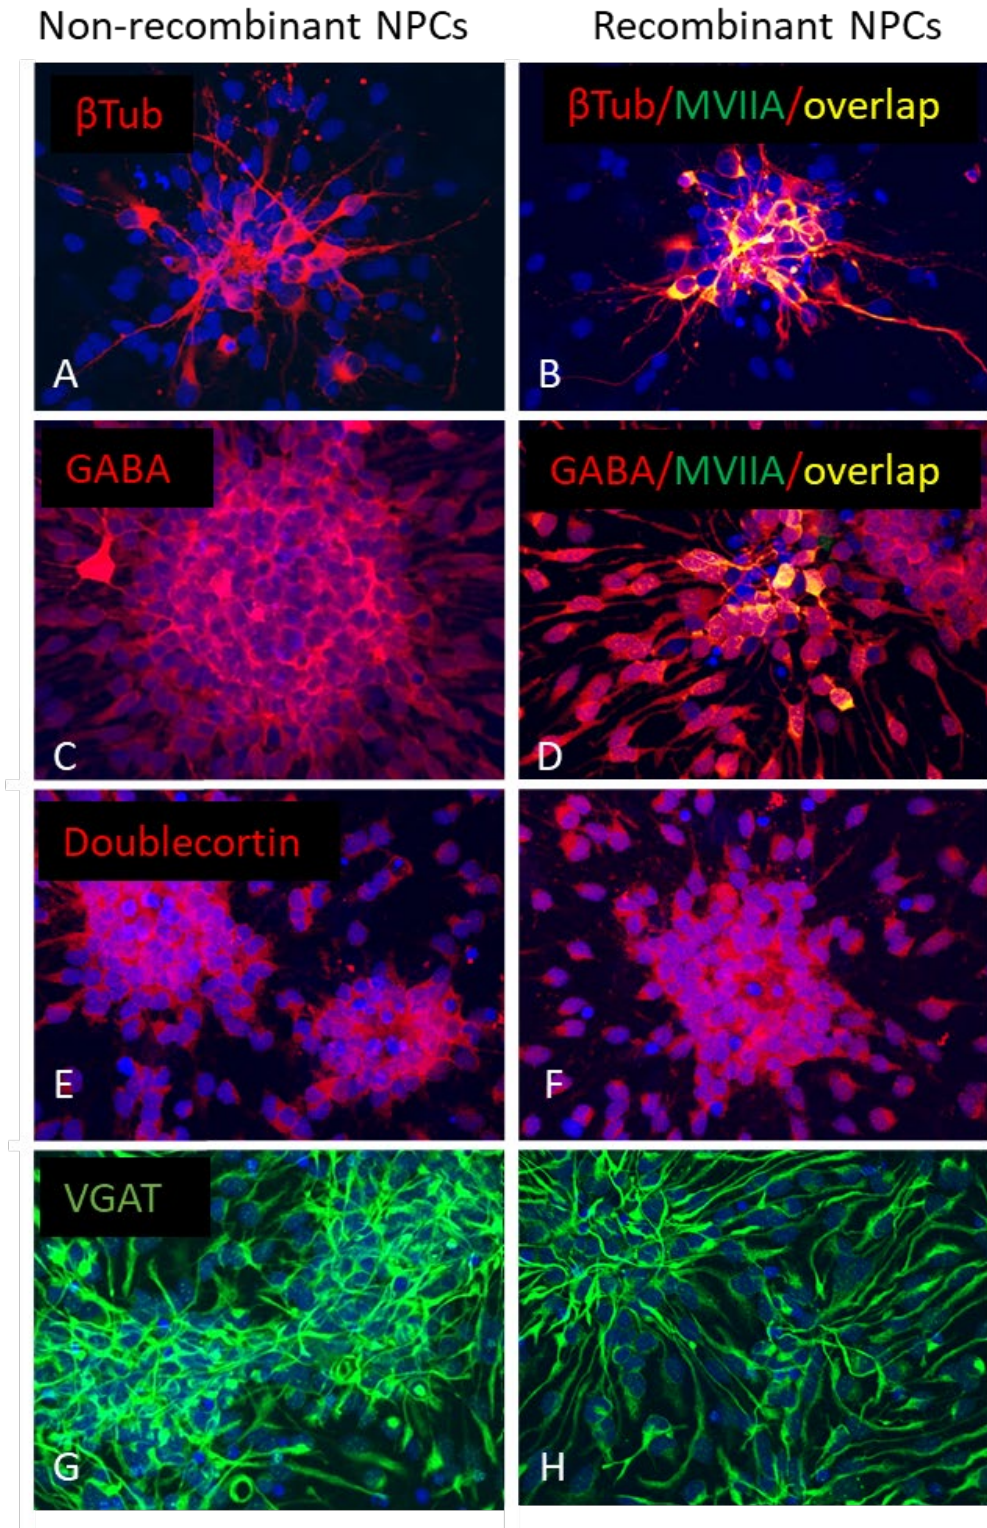 Non-recombinant NPCs
Recombinant NPCs
βTub
βTub/MVIIA/overlap
A
B
GABA
GABA/MVIIA/overlap
C
D
Doublecortin
E
F
VGAT
G
H